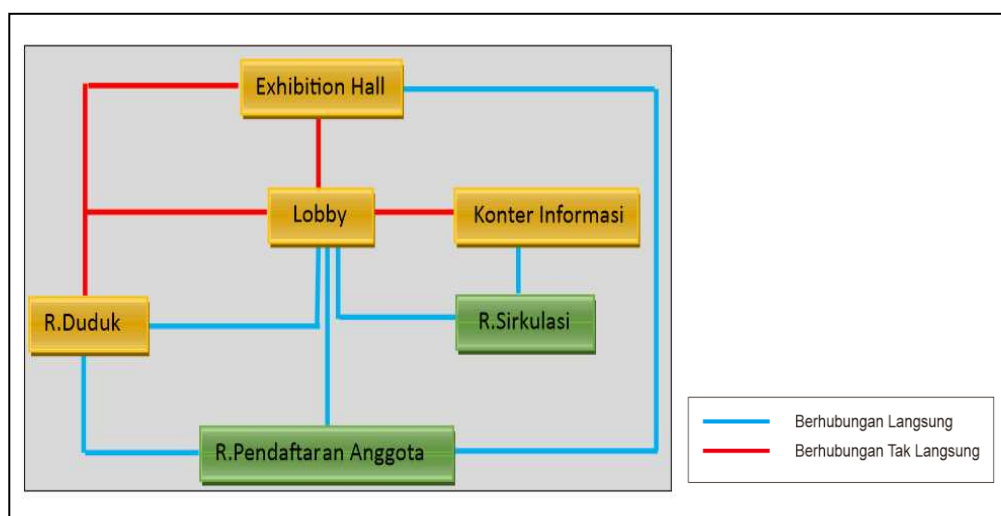 Exhibition Hall
Lobby
Konter Informasi
R.Duduk
R.Sirkulasi
R.Pendaftaran Anggota
Berhubungan Langsung
Berhubungan Tak Langsung